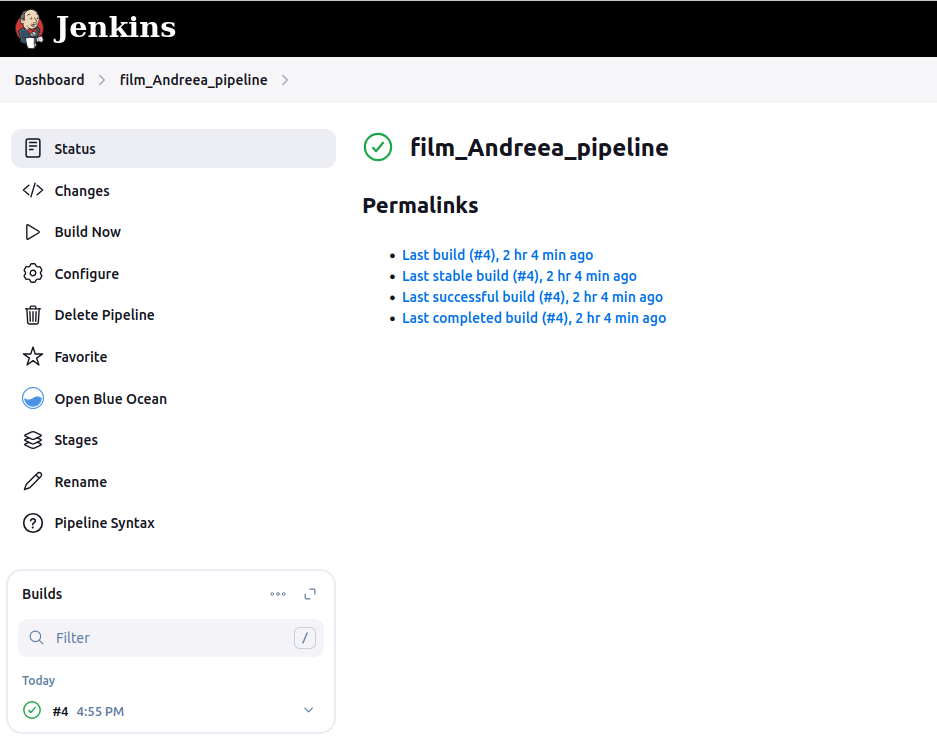 Jenkins
Dashboard
film_Andreea_pipeline
Status
Changes
Build Now
Configure
Delete Pipeline
Favorite
Open Blue Ocean
Stages
Rename
Pipeline Syntax
Builds
Filter
/
Today
#4 4:55 PM
film_Andreea_pipeline
Permalinks
Last build (#4), 2 hr 4 min ago
Last stable build (#4), 2 hr 4 min ago
Last successful build (#4), 2 hr 4 min ago
Last completed build (#4), 2 hr 4 min ago